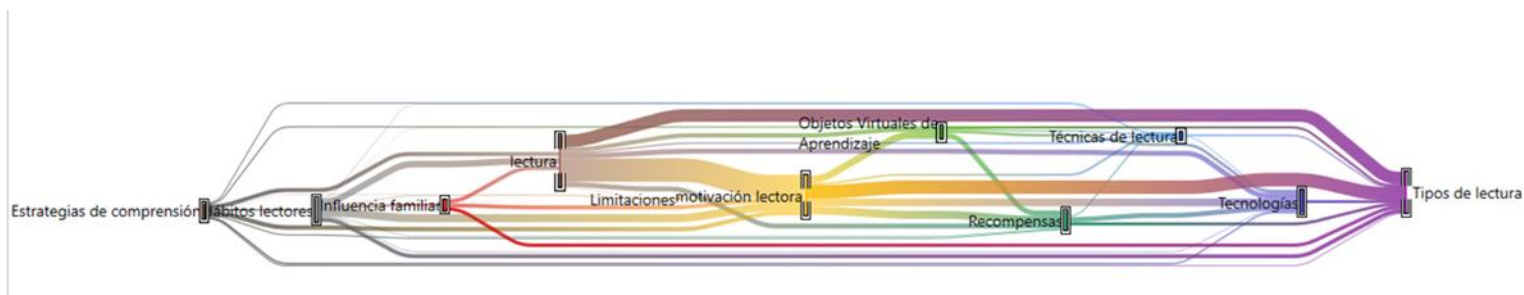 Estrategias de comprensión
Hábitos lectores
Influencia familiar
lectura
Limitaciones
motivación lectora
Objetos Virtuales de
Aprendizaje
Recompensas
Técnicas de lectura
Tecnologías
Tipos de lectura